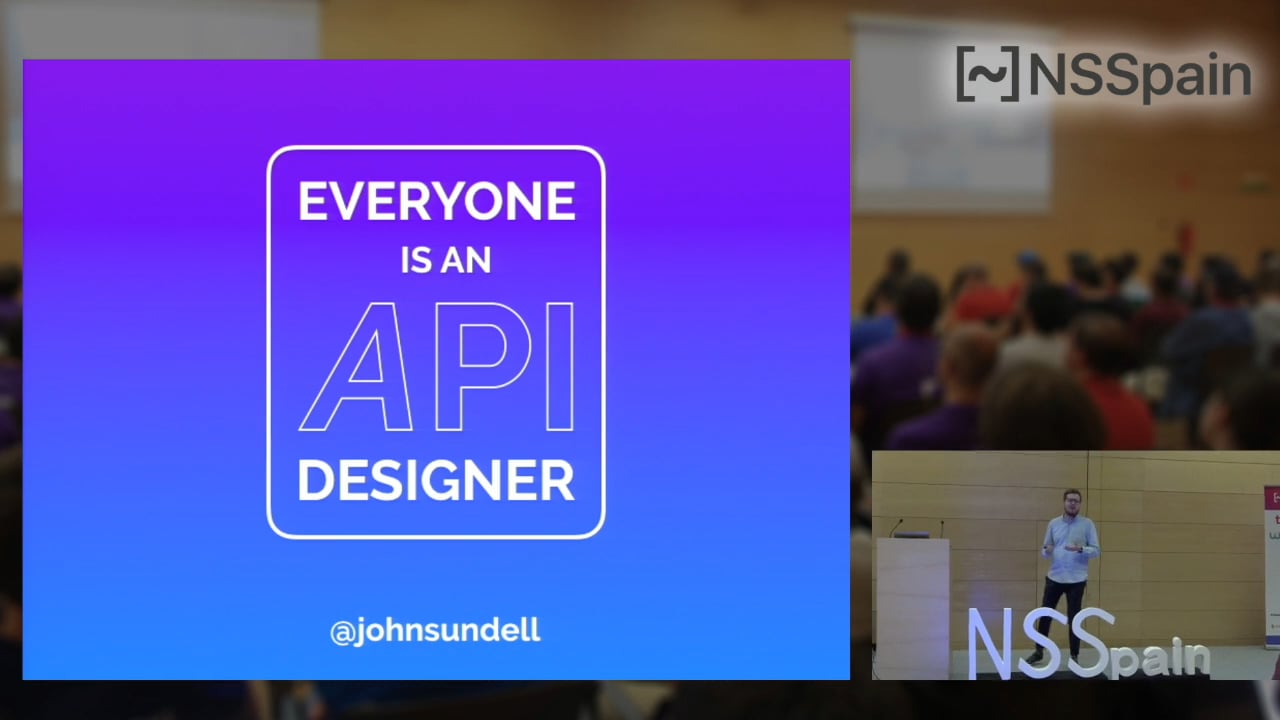 [~]NSSpain
EVERYONE
IS AN
API
DESIGNER
@johnsundell
NSSpain